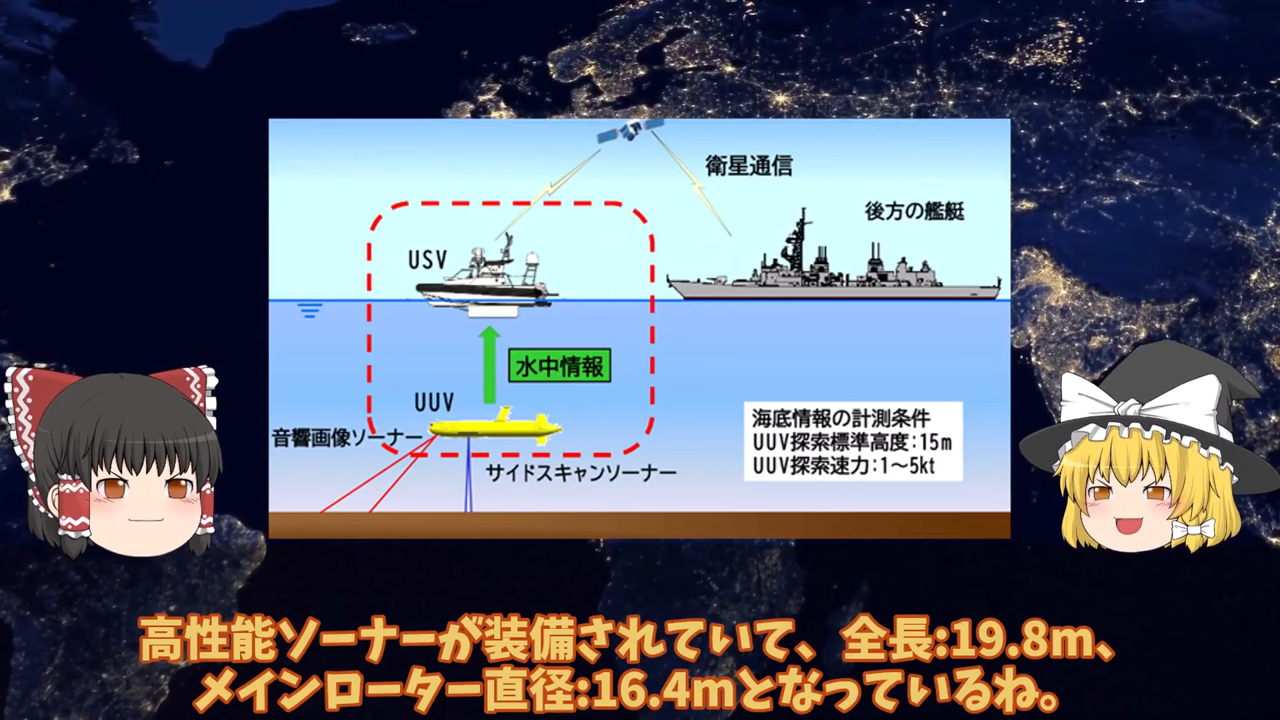 衛星通信
後方の艦艇
USV
水中情報
UUV
音響画像ソーナー
サイドスキャンソーナー
海底情報の計測条件
UUV探索標準高度:15m
UUV探索速力:1～5kt
高性能ソーナーが装備されていて、全長:19.8m、
メインローター直径:16.4mとなっているね。